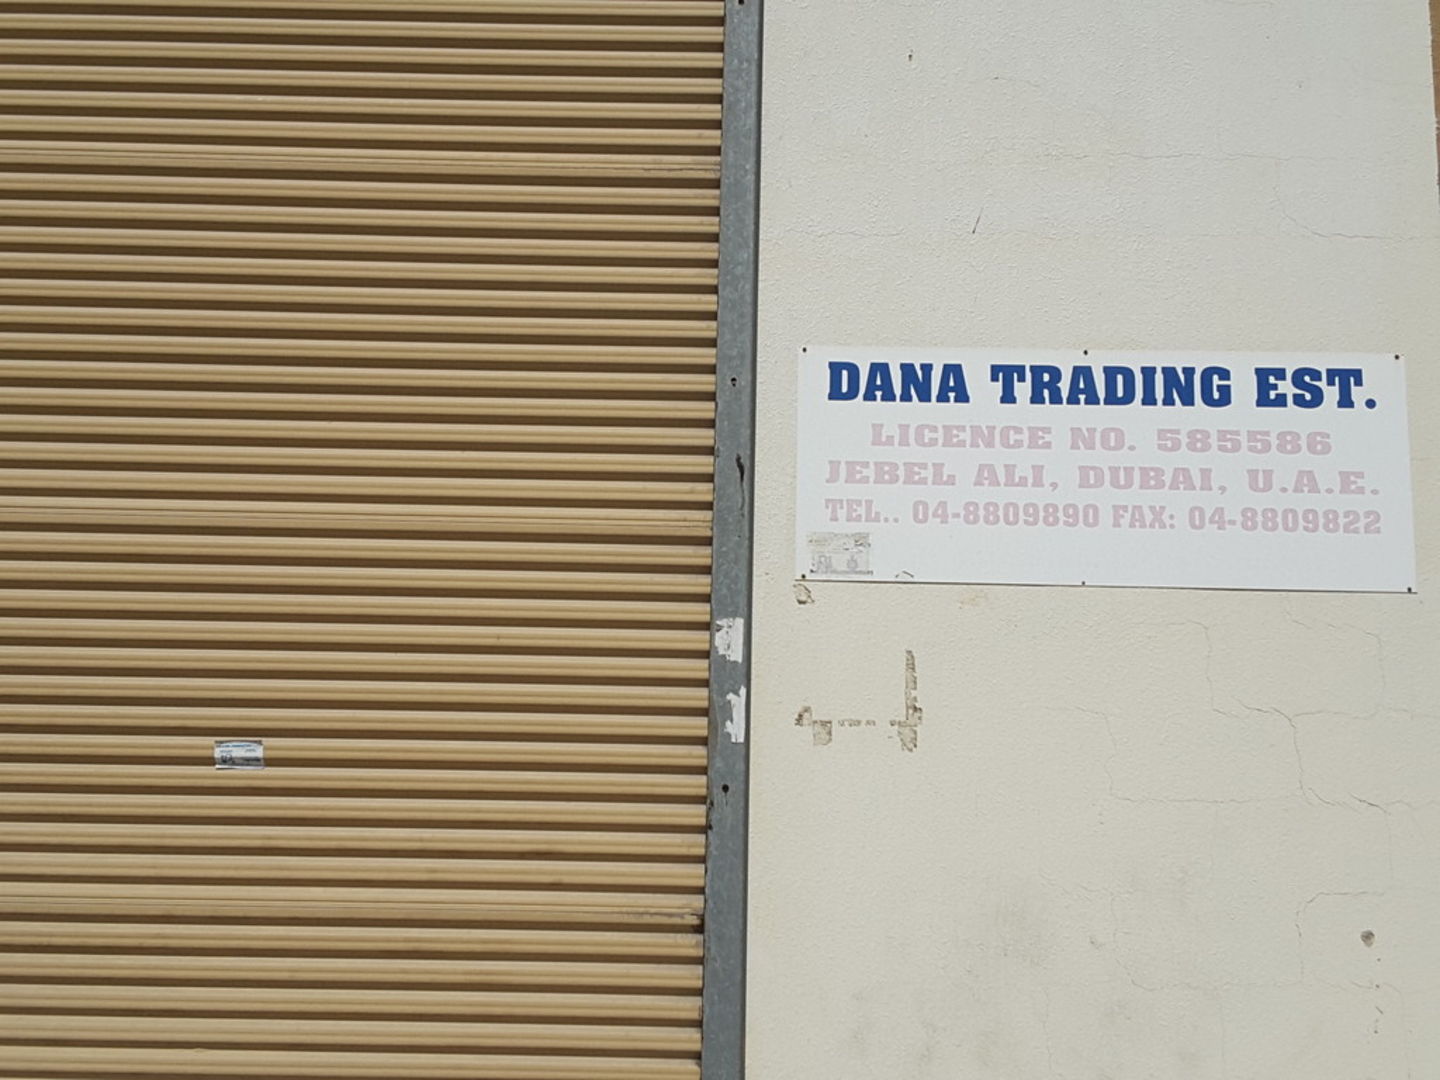 DANA TRADING EST.
LICENCE NO. 585586
JEBEL ALI, DUBAI, U.A.E.
TEL.. 04-8809890 FAX: 04-8809822